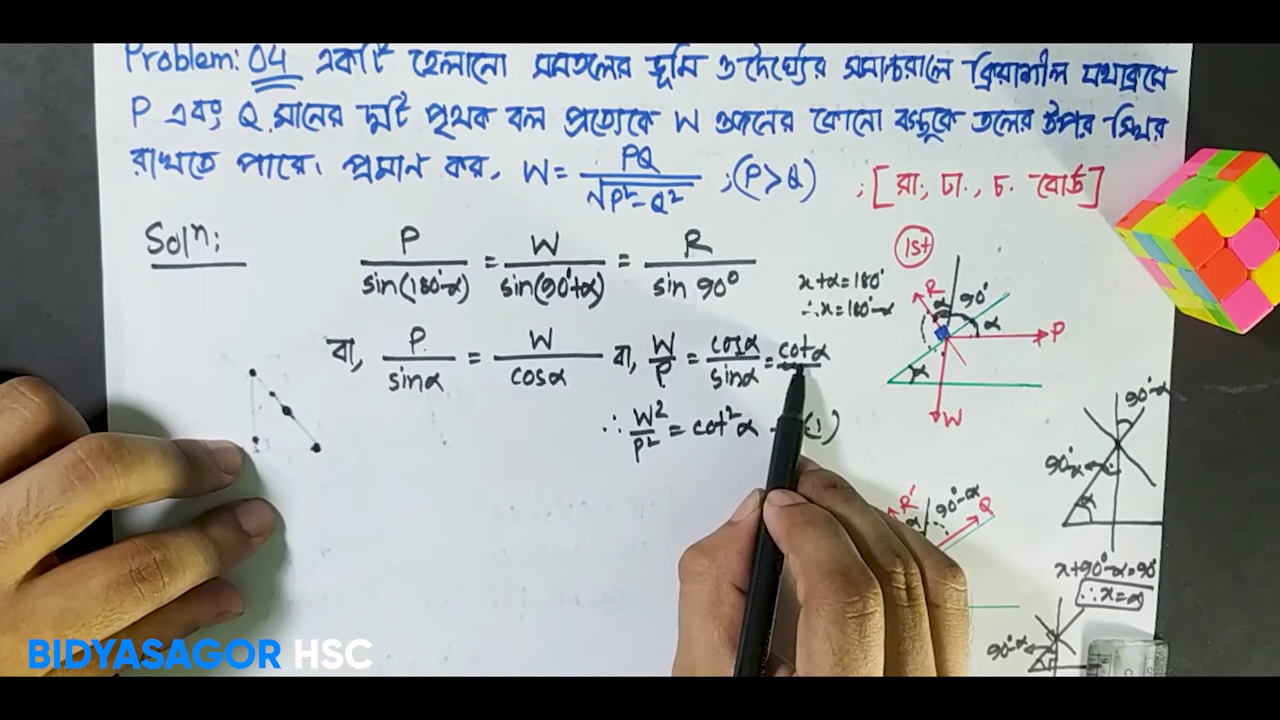 Problem: 04 একটি হেলানো সমতলের ভূমি ও দৈর্ঘ্যের সমান্তরালে ক্রিয়াশীল যথাক্রমে
P এবং Q মানের দুটি পৃথক বল প্রত্যেকে W ওজনের কোনো বস্তুকে তলের উপর স্থির
রাখতে পারে। প্রমান কর, W = PQ/√P²-Q² ; (P>Q) ; [রা:, ঢা., চ. বোর্ড]
Solⁿ:
P/sin(180°-α) = W/sin(90°+α) = R/sin 90°
বা, P/sinα = W/cosα বা, W/P = cosα/sinα = cotα
∴ W²/P² = cot²α (1)
x+α=180°
∴x=180°-α
1st
R α 90° α P
α
W
90°-α
90°-α
α
R' 90°-α Q
α
x+90°-α=90°
∴x=α
90°-α
BIDYASAGOR HSC